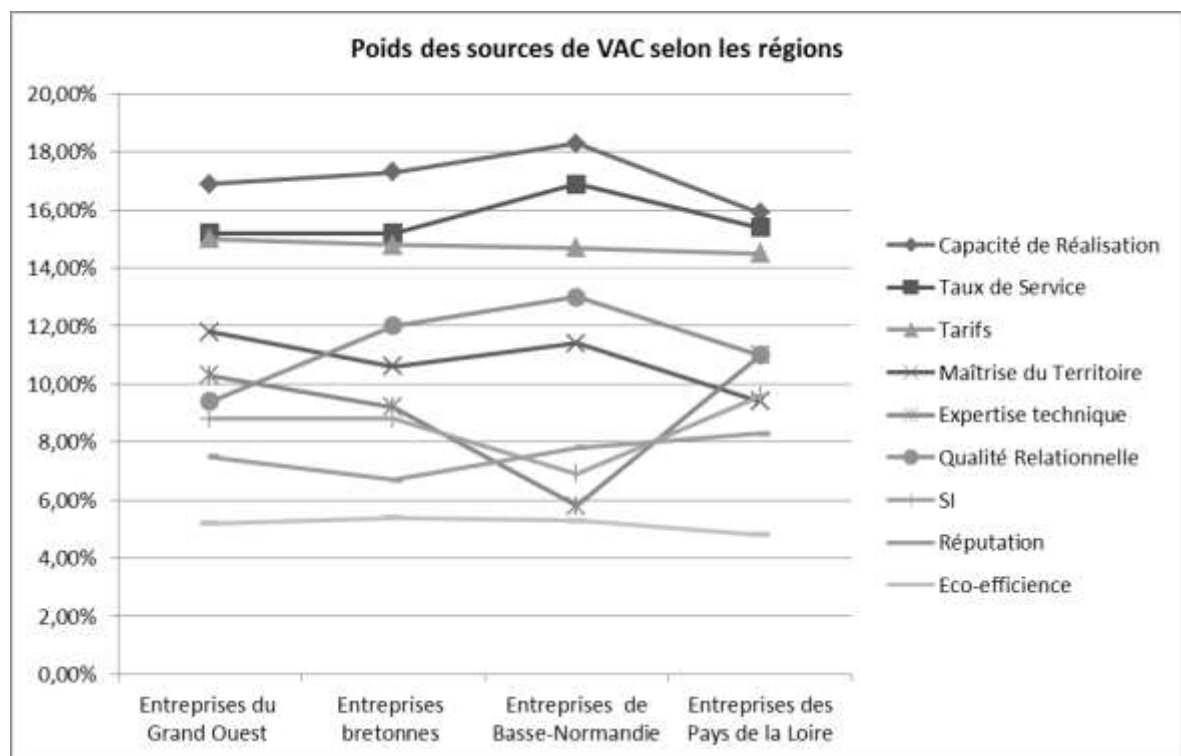 Poids des sources de VAC selon les régions
20,00%
18,00%
16,00%
14,00%
12,00%
10,00%
8,00%
6,00%
4,00%
2,00%
0,00%
Entreprises du
Grand Ouest
Entreprises
bretonnes
Entreprises de
Basse-Normandie
Entreprises des
Pays de la Loire
Capacité de Réalisation
Taux de Service
Tarifs
Maîtrise du Territoire
Expertise technique
Qualité Relationnelle
SI
Réputation
Eco-efficience